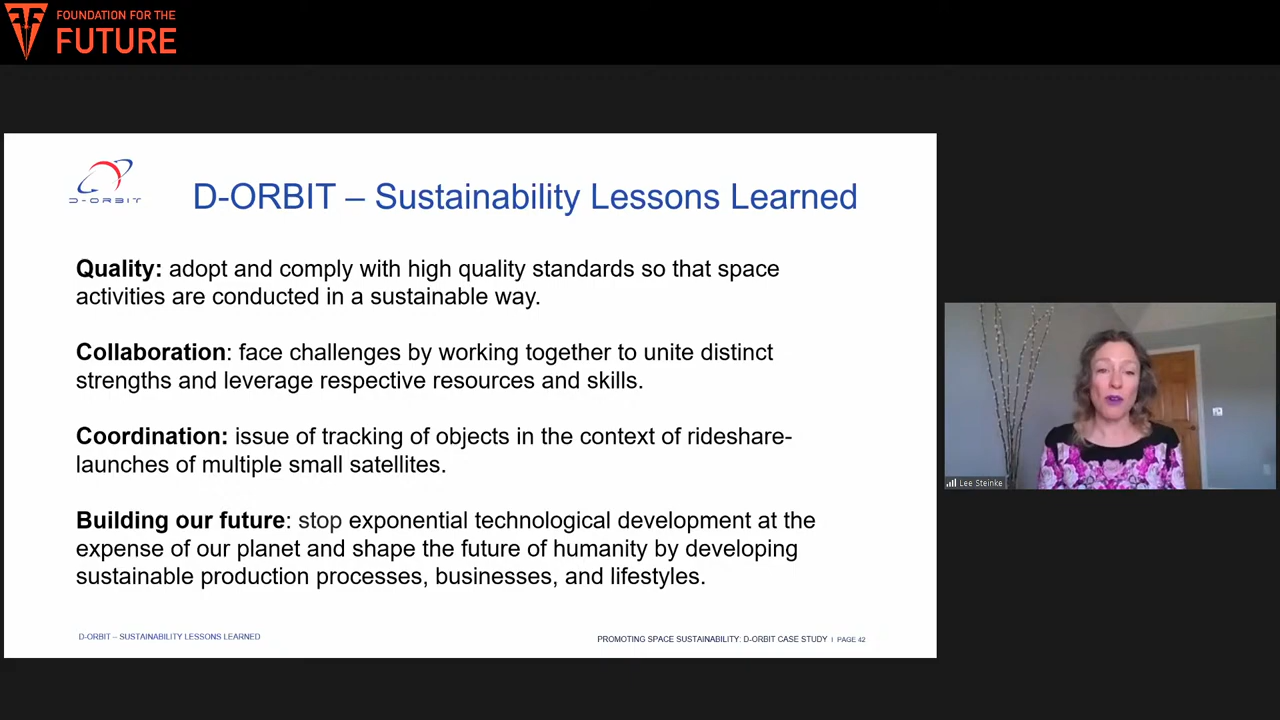 FOUNDATION FOR THE
FUTURE
D-ORBIT
D-ORBIT – Sustainability Lessons Learned
Quality: adopt and comply with high quality standards so that space
activities are conducted in a sustainable way.
Collaboration: face challenges by working together to unite distinct
strengths and leverage respective resources and skills.
Coordination: issue of tracking of objects in the context of rideshare-
launches of multiple small satellites.
Building our future: stop exponential technological development at the
expense of our planet and shape the future of humanity by developing
sustainable production processes, businesses, and lifestyles.
D-ORBIT – SUSTAINABILITY LESSONS LEARNED
PROMOTING SPACE SUSTAINABILITY: D-ORBIT CASE STUDY I PAGE 42
Lee Steinke